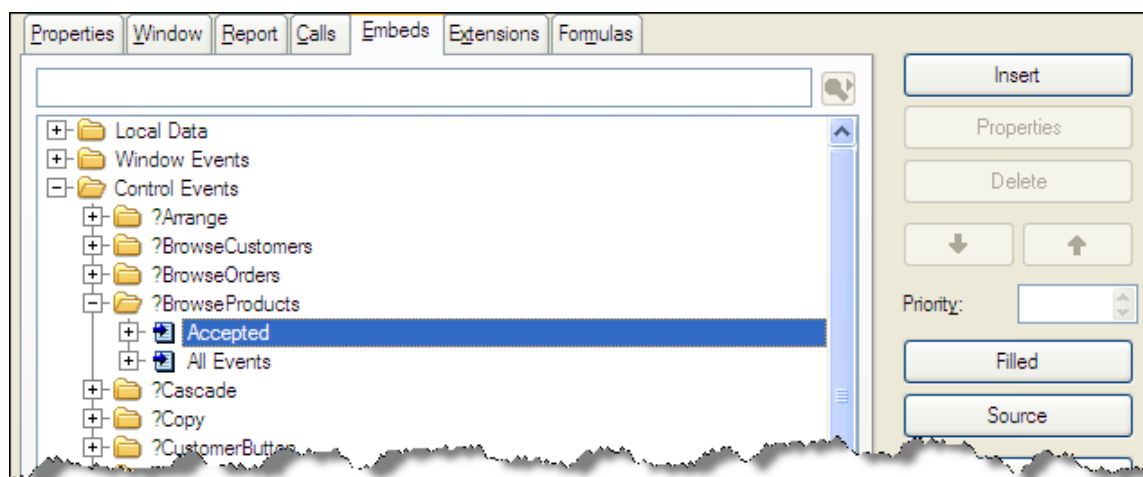 Properties Window Report Calls Embeds Extensions Formulas
Insert
Local Data
Properties
Window Events
Control Events
Delete
?Arrange
?BrowseCustomers
?BrowseOrders
?BrowseProducts
Priority:
Accepted
All Events
Filled
?Cascade
?Copy
Source
?CustomerButton